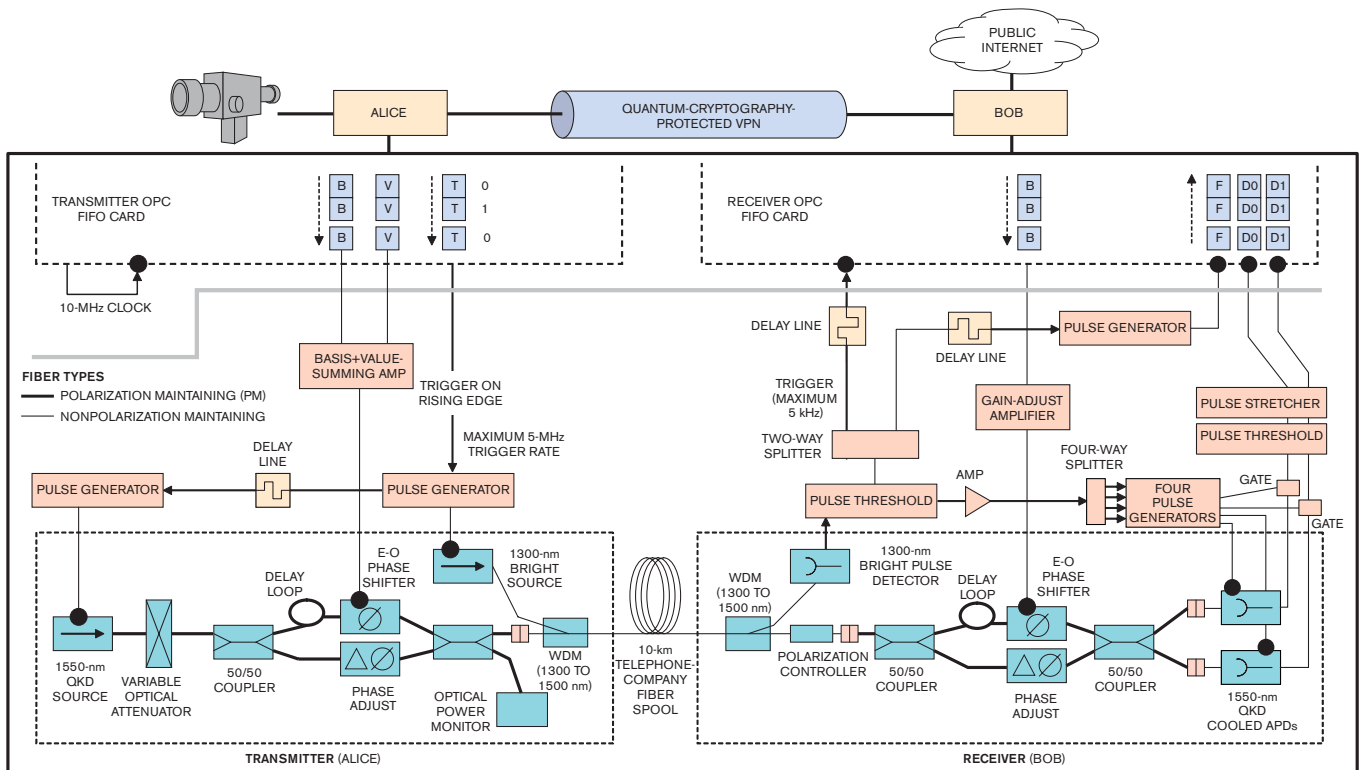 PUBLIC
INTERNET
ALICE
QUANTUM-CRYPTOGRAPHY-
PROTECTED VPN
BOB
TRANSMITTER OPC
FIFO CARD
B V T 0
B V T 1
B V T 0
10-MHz CLOCK
RECEIVER OPC
FIFO CARD
B F D0 D1
B F D0 D1
B F D0 D1
FIBER TYPES
POLARIZATION MAINTAINING (PM)
NONPOLARIZATION MAINTAINING
BASIS+VALUE-
SUMMING AMP
TRIGGER ON
RISING EDGE
MAXIMUM 5-MHz
TRIGGER RATE
DELAY
LINE
PULSE GENERATOR
PULSE GENERATOR
DELAY LINE
DELAY LINE
PULSE GENERATOR
TRIGGER
(MAXIMUM
5 kHz)
GAIN-ADJUST
AMPLIFIER
PULSE STRETCHER
PULSE THRESHOLD
TWO-WAY
SPLITTER
PULSE THRESHOLD
AMP
FOUR-WAY
SPLITTER
FOUR
PULSE
GENERATORS
GATE
GATE
1550-nm
QKD
SOURCE
VARIABLE
OPTICAL
ATTENUATOR
50/50
COUPLER
DELAY
LOOP
E-O
PHASE
SHIFTER
PHASE
ADJUST
1300-nm
BRIGHT
SOURCE
OPTICAL
POWER
MONITOR
WDM
(1300 TO
1500 nm)
TRANSMITTER (ALICE)
10-km
TELEPHONE-
COMPANY
FIBER
SPOOL
WDM
(1300 TO
1500 nm)
1300-nm
BRIGHT PULSE
DETECTOR
POLARIZATION
CONTROLLER
50/50
COUPLER
DELAY
LOOP
E-O
PHASE
SHIFTER
PHASE
ADJUST
50/50
COUPLER
1550-nm
QKD
COOLED APDs
RECEIVER (BOB)